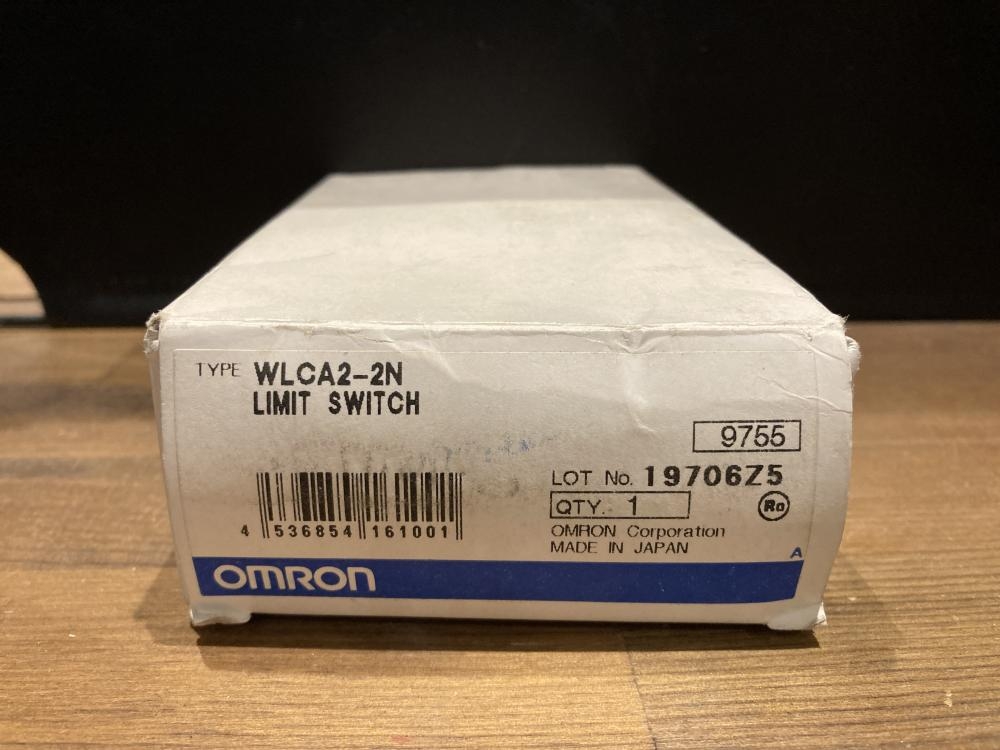 TYPE WLCA2-2N
LIMIT SWITCH
9755
LOT No. 19706Z5
QTY. 1
Ro
4 536854 161001
OMRON Corporation
MADE IN JAPAN
A
OMRON